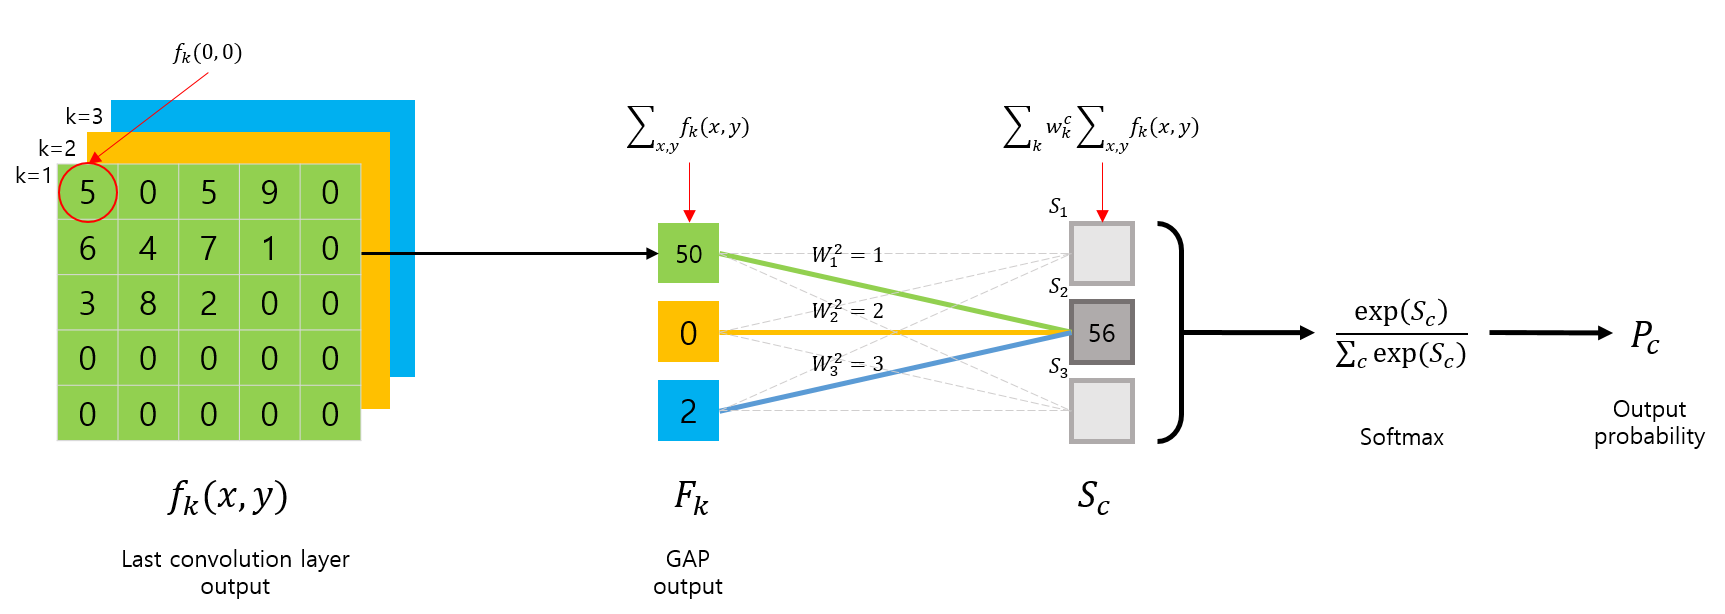 f_k(0,0)
k=3
k=2
k=1
5 0 5 9 0
6 4 7 1 0
3 8 2 0 0
0 0 0 0 0
0 0 0 0 0
f_k(x,y)
Last convolution layer
output
∑_{x,y} f_k(x,y)
50
0
2
F_k
GAP
output
W_1^2 = 1
W_2^2 = 2
W_3^2 = 3
∑_k w_k^c ∑_{x,y} f_k(x,y)
S_1
S_2
56
S_3
S_c
exp(S_c)
∑_c exp(S_c)
Softmax
P_c
Output
probability